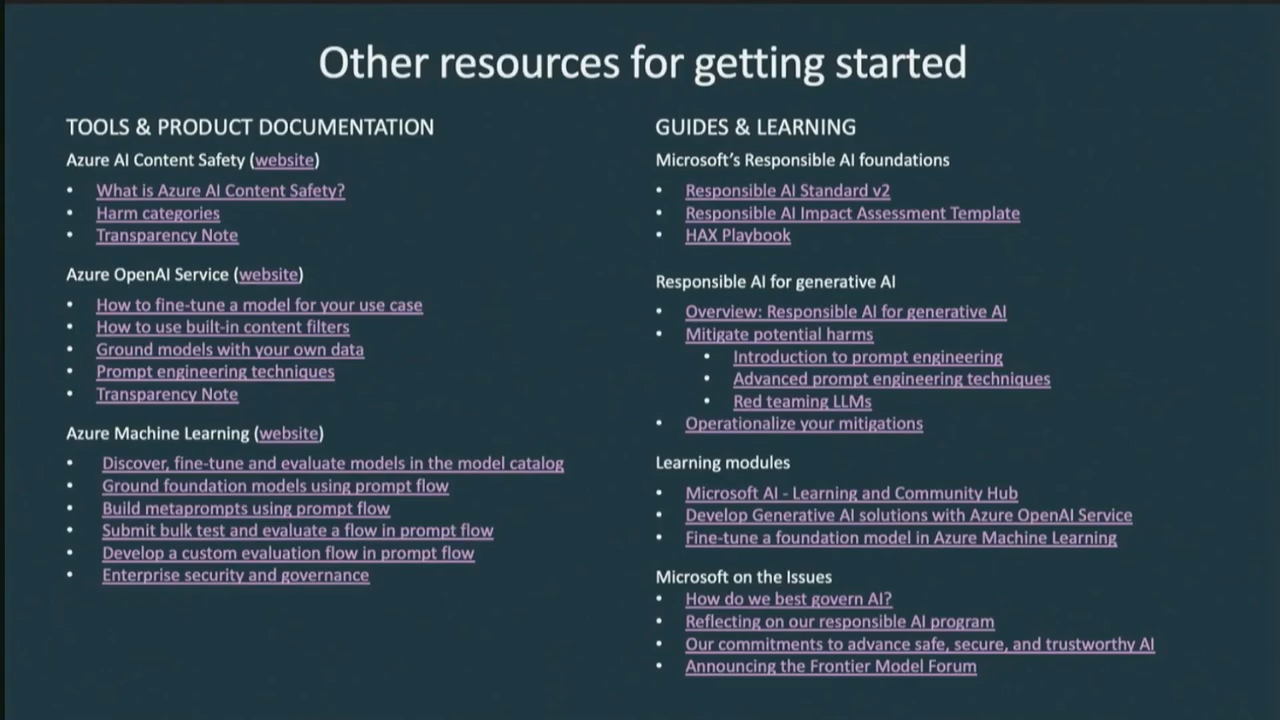 Other resources for getting started
TOOLS & PRODUCT DOCUMENTATION
Azure AI Content Safety (website)
• What is Azure AI Content Safety?
• Harm categories
• Transparency Note
Azure OpenAI Service (website)
• How to fine-tune a model for your use case
• How to use built-in content filters
• Ground models with your own data
• Prompt engineering techniques
• Transparency Note
Azure Machine Learning (website)
• Discover, fine-tune and evaluate models in the model catalog
• Ground foundation models using prompt flow
• Build metaprompts using prompt flow
• Submit bulk test and evaluate a flow in prompt flow
• Develop a custom evaluation flow in prompt flow
• Enterprise security and governance
GUIDES & LEARNING
Microsoft's Responsible AI foundations
• Responsible AI Standard v2
• Responsible AI Impact Assessment Template
• HAX Playbook
Responsible AI for generative AI
• Overview: Responsible AI for generative AI
• Mitigate potential harms
• Introduction to prompt engineering
• Advanced prompt engineering techniques
• Red teaming LLMs
• Operationalize your mitigations
Learning modules
• Microsoft AI - Learning and Community Hub
• Develop Generative AI solutions with Azure OpenAI Service
• Fine-tune a foundation model in Azure Machine Learning
Microsoft on the Issues
• How do we best govern AI?
• Reflecting on our responsible AI program
• Our commitments to advance safe, secure, and trustworthy AI
• Announcing the Frontier Model Forum